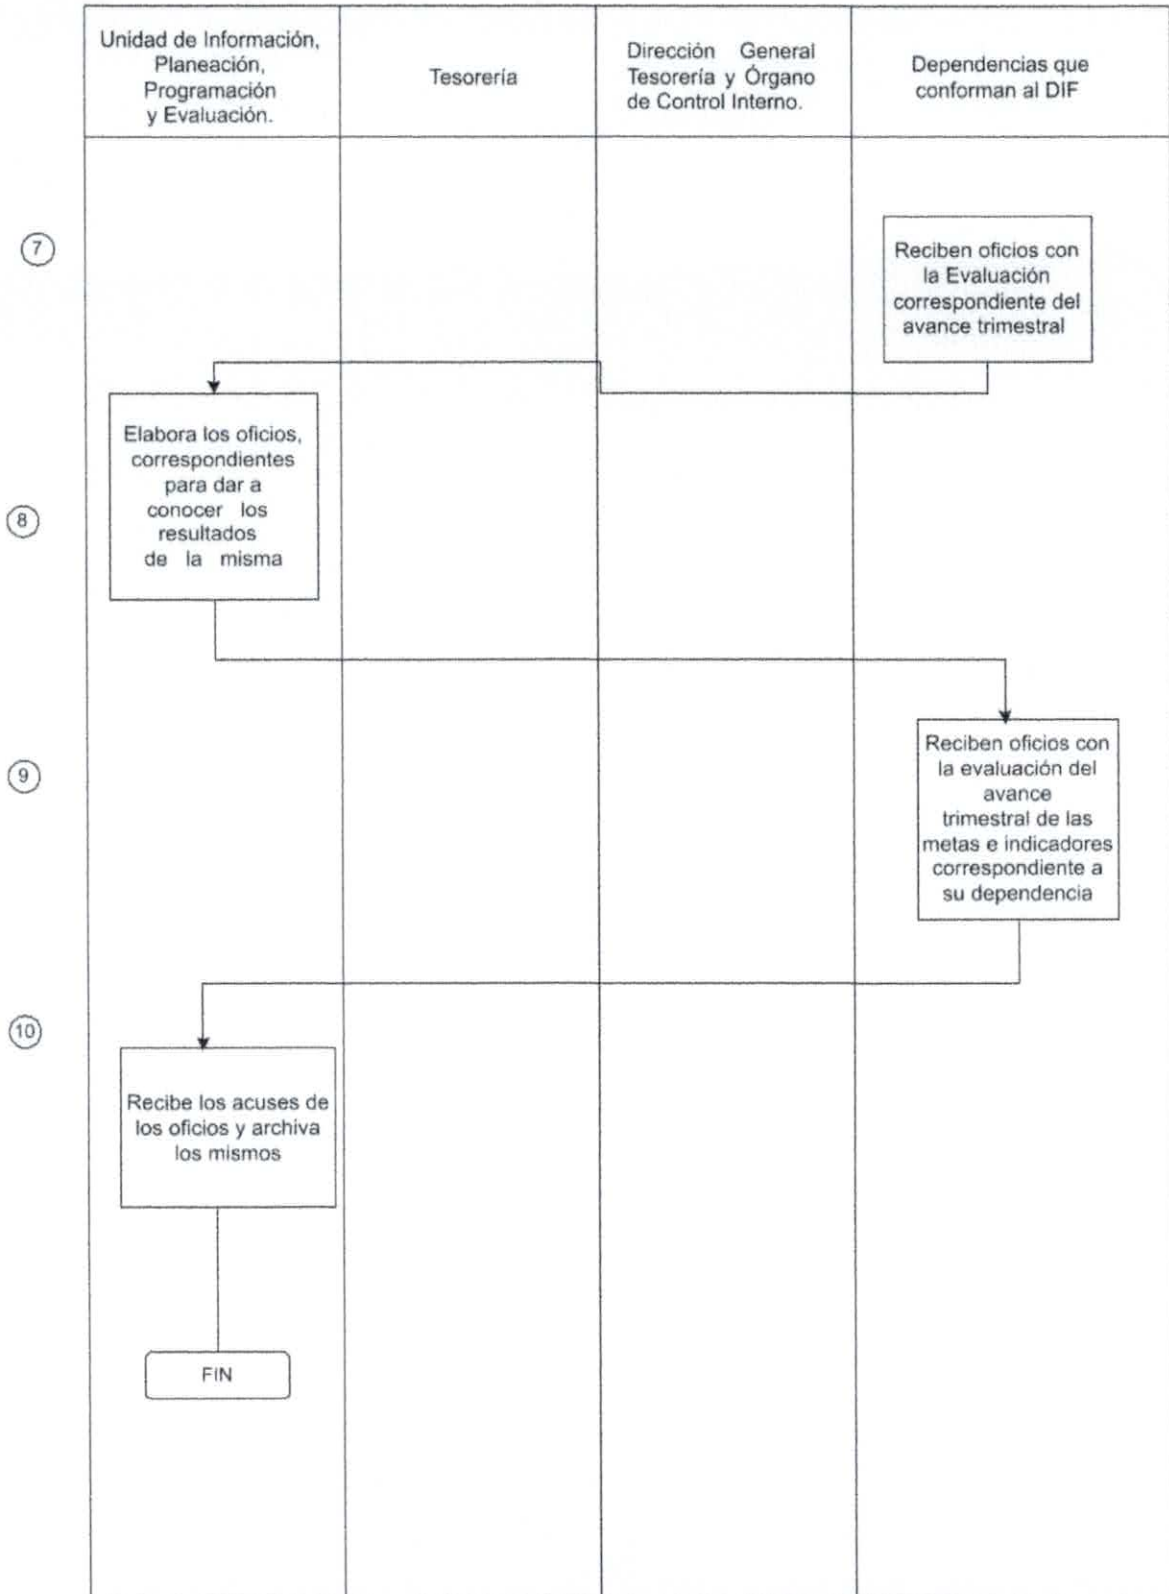 Unidad de Información,
Planeación,
Programación
y Evaluación.
Tesorería
Dirección General
Tesorería y Órgano
de Control Interno.
Dependencias que
conforman al DIF
7
Reciben oficios con
la Evaluación
correspondiente del
avance trimestral
8
Elabora los oficios,
correspondientes
para dar a
conocer los
resultados
de la misma
9
Reciben oficios con
la evaluación del
avance
trimestral de las
metas e indicadores
correspondiente a
su dependencia
10
Recibe los acuses de
los oficios y archiva
los mismos
FIN